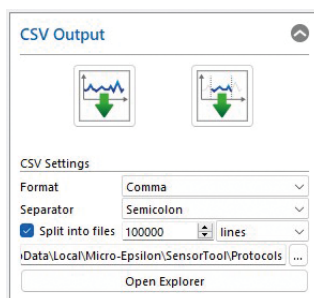 CSV Output
CSV Settings
Format Comma
Separator Semicolon
Split into files 100000 lines
Data\Local\Micro-Epsilon\SensorTool\Protocols ...
Open Explorer